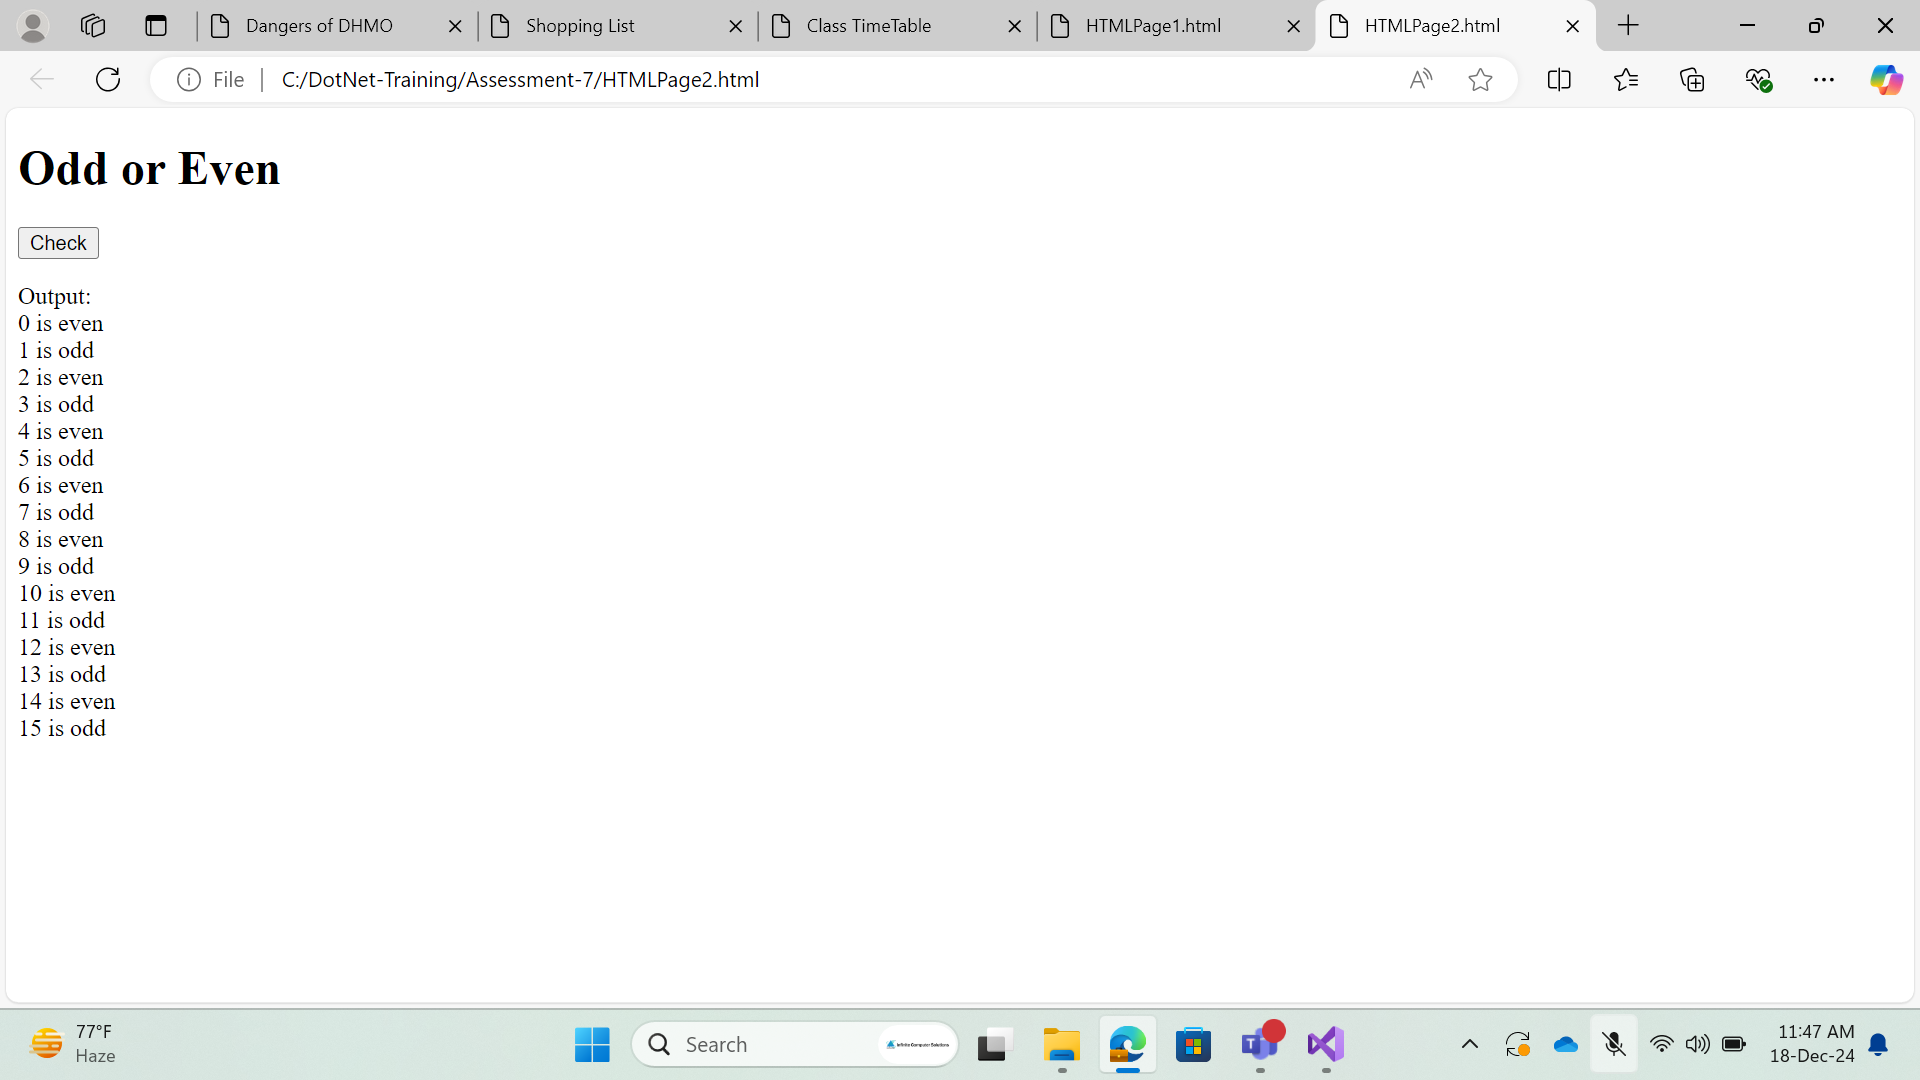 Dangers of DHMO
Shopping List
Class TimeTable
HTMLPage1.html
HTMLPage2.html
File
C:/DotNet-Training/Assessment-7/HTMLPage2.html
Odd or Even
Check
Output:
0 is even
1 is odd
2 is even
3 is odd
4 is even
5 is odd
6 is even
7 is odd
8 is even
9 is odd
10 is even
11 is odd
12 is even
13 is odd
14 is even
15 is odd
77°F
Haze
Search
Infinite Computer Solutions
11:47 AM
18-Dec-24